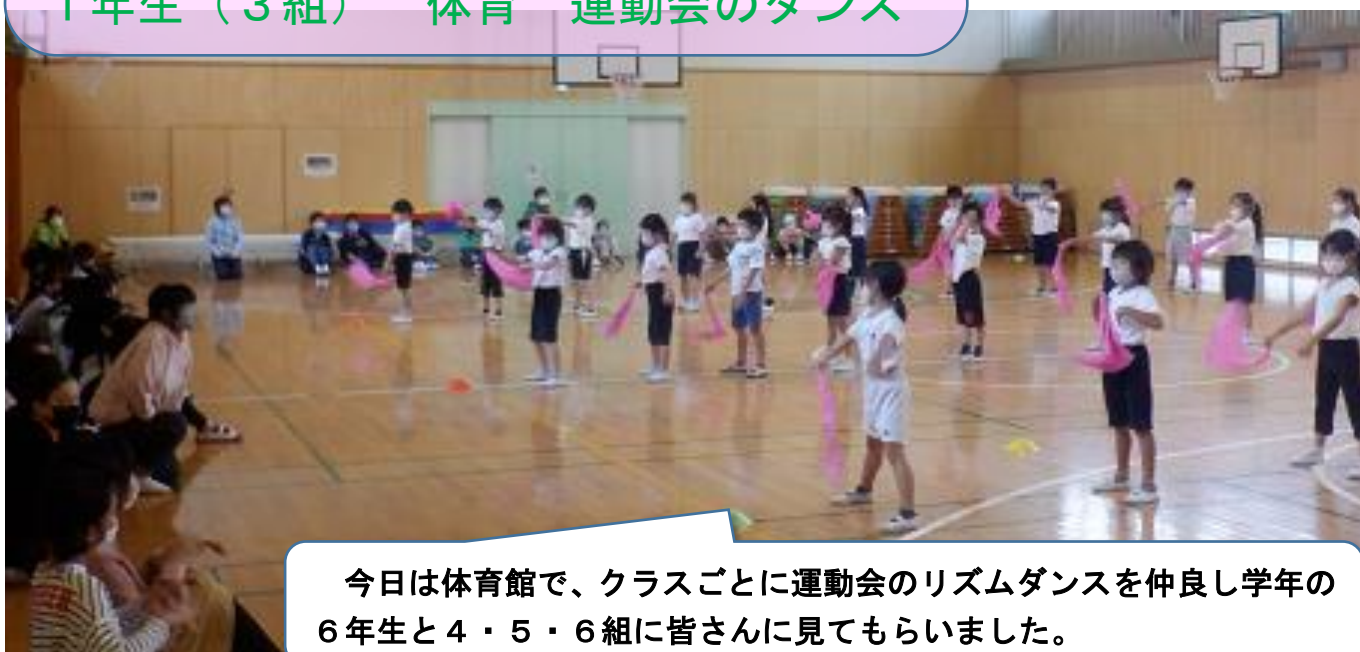 1年生（３組）　体育　運動会のダンス
今日は体育館で、クラスごとに運動会のリズムダンスを仲良し学年の
６年生と４・５・６組に皆さんに見てもらいました。